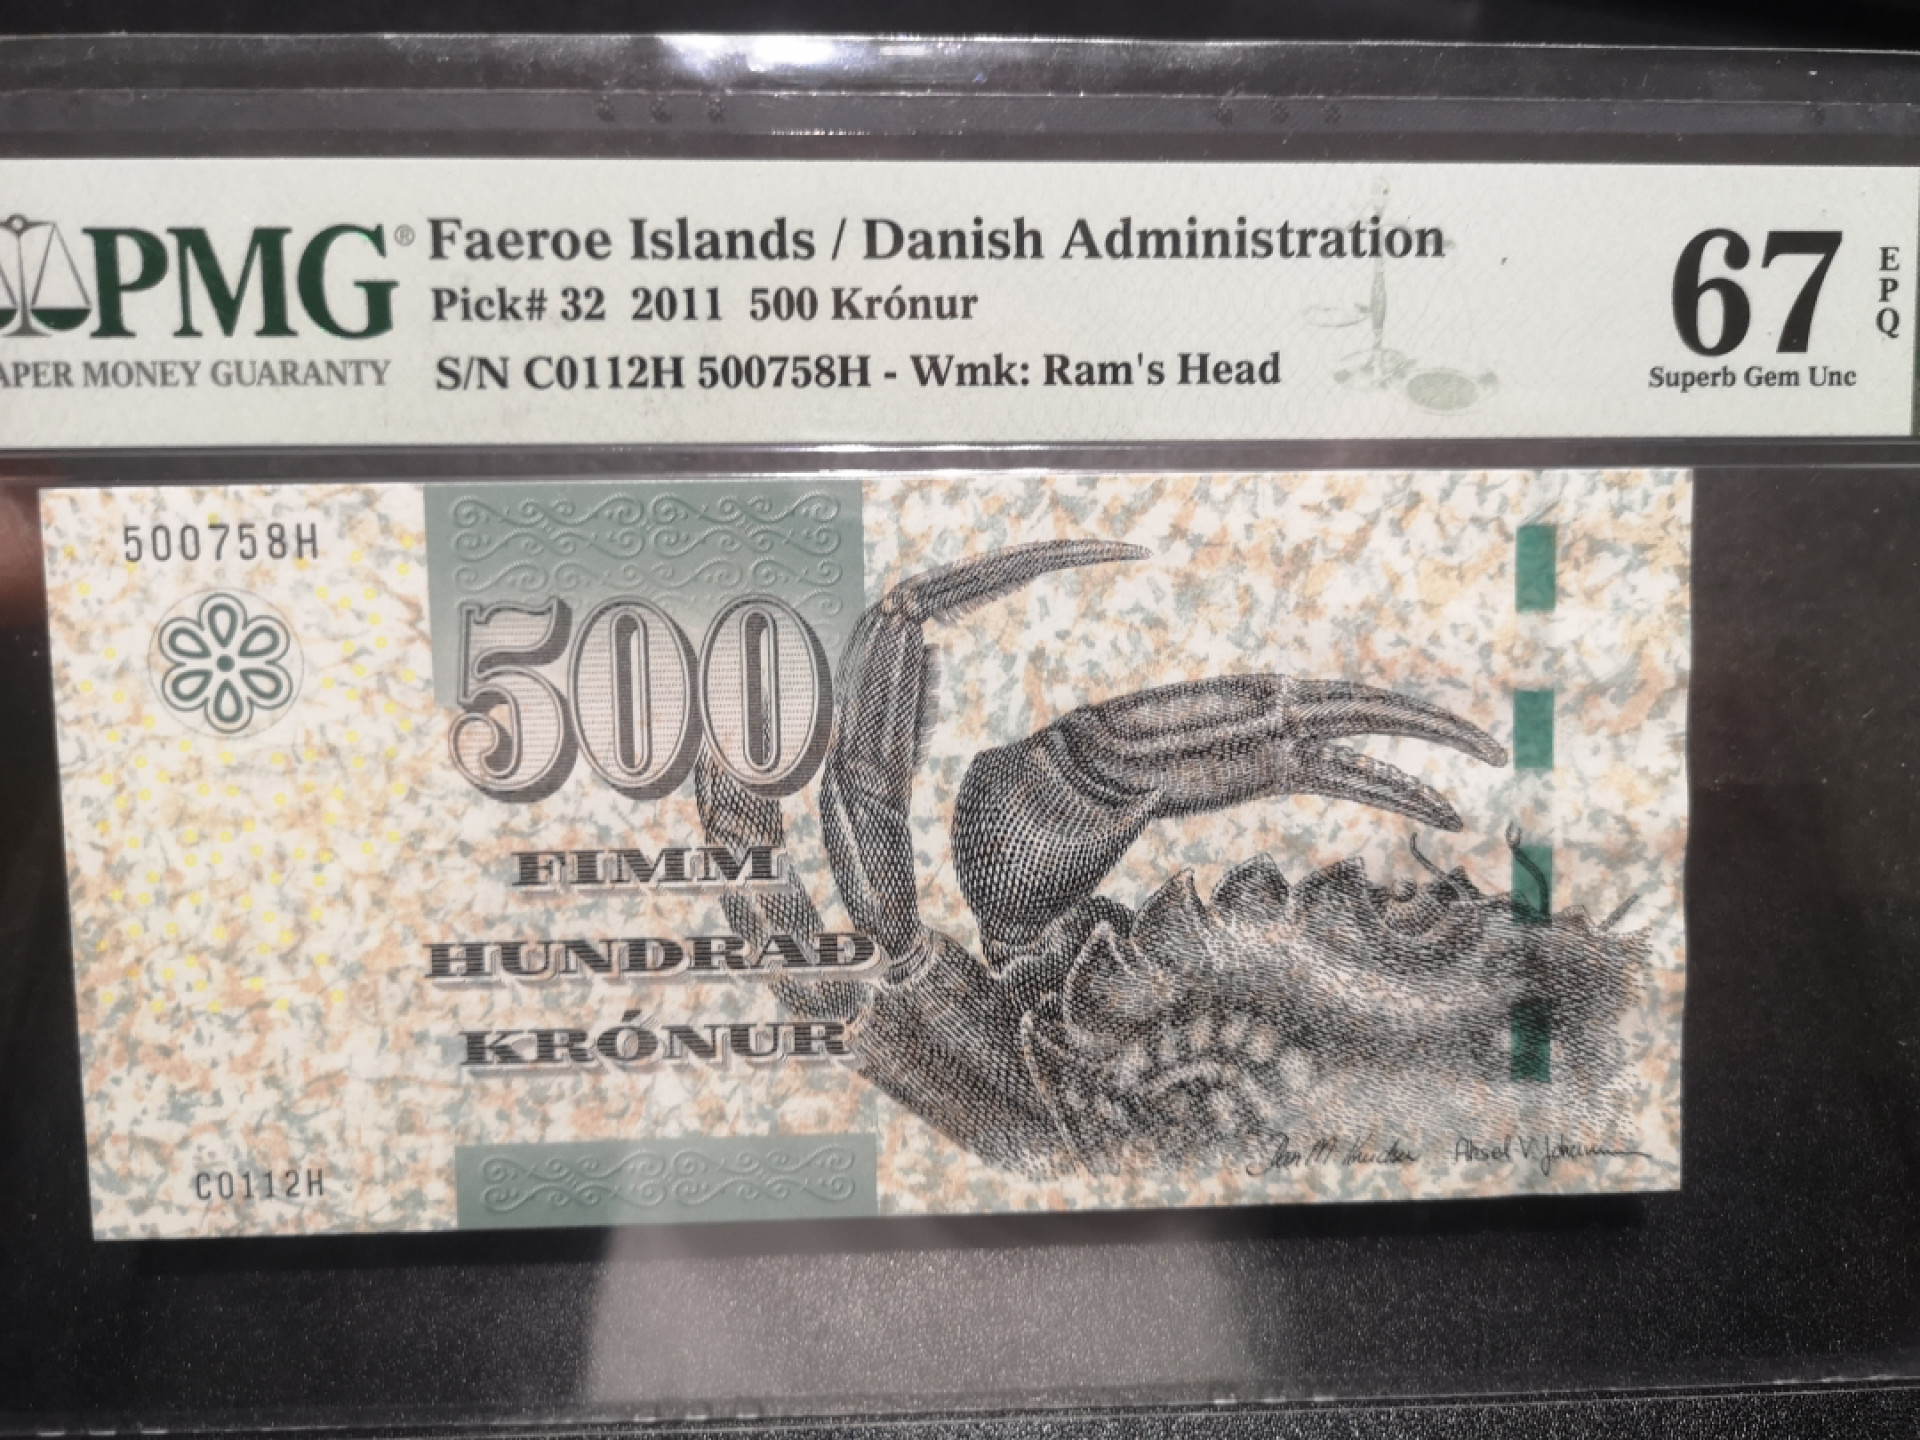 PMG®
APER MONEY GUARANTY
Faeroe Islands / Danish Administration
Pick# 32 2011 500 Krónur
S/N C0112H 500758H - Wmk: Ram's Head
67
EPQ
Superb Gem Unc
500758H
500
FIMM
HUNDRAÐ
KRÓNUR
C0112H